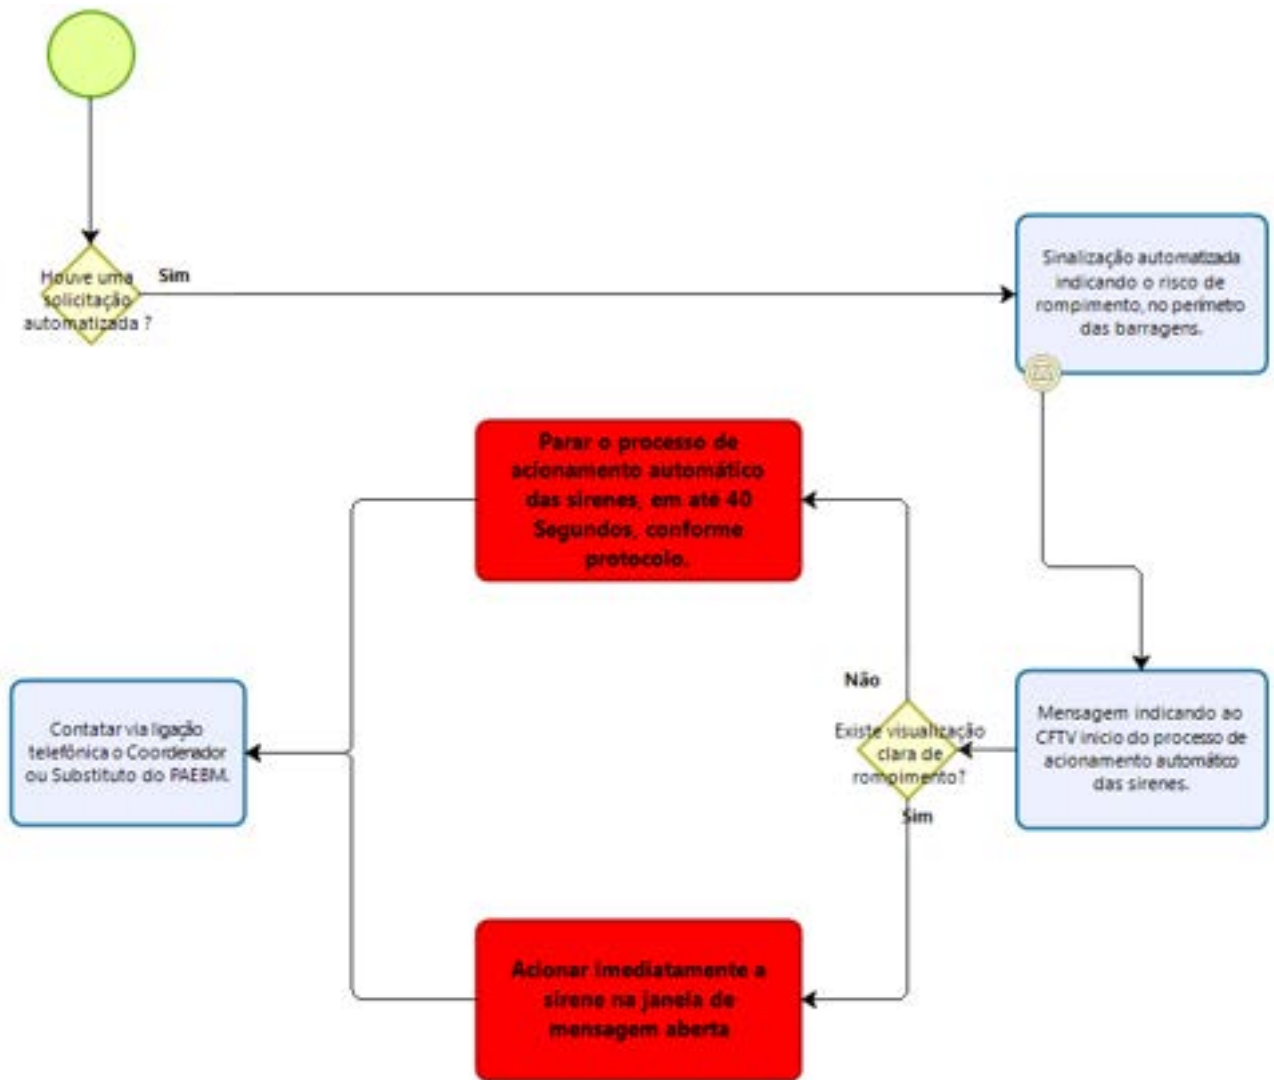 Houve uma
solicitação
automatizada ?
Sim
Sinalização automatizada
indicando o risco de
rompimento, no perímetro
das barragens.
Parar o processo de
acionamento automático
das sirenes, em até 40
Segundos, conforme
protocolo.
Não
Existe visualização
clara de
rompimento?
Sim
Mensagem indicando ao
CFTV inicio do processo de
acionamento automático
das sirenes.
Contatar via ligação
telefônica o Coordenador
ou Substituto do PAEBM.
Acionar imediatamente a
sirene na janela de
mensagem aberta